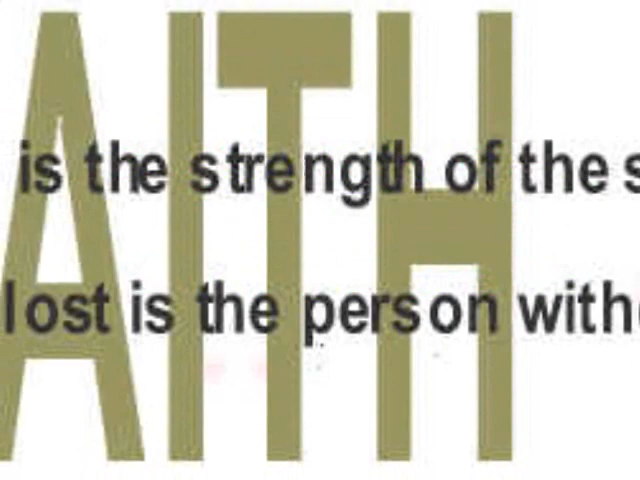 AITH
is the strength of the s
lost is the person with